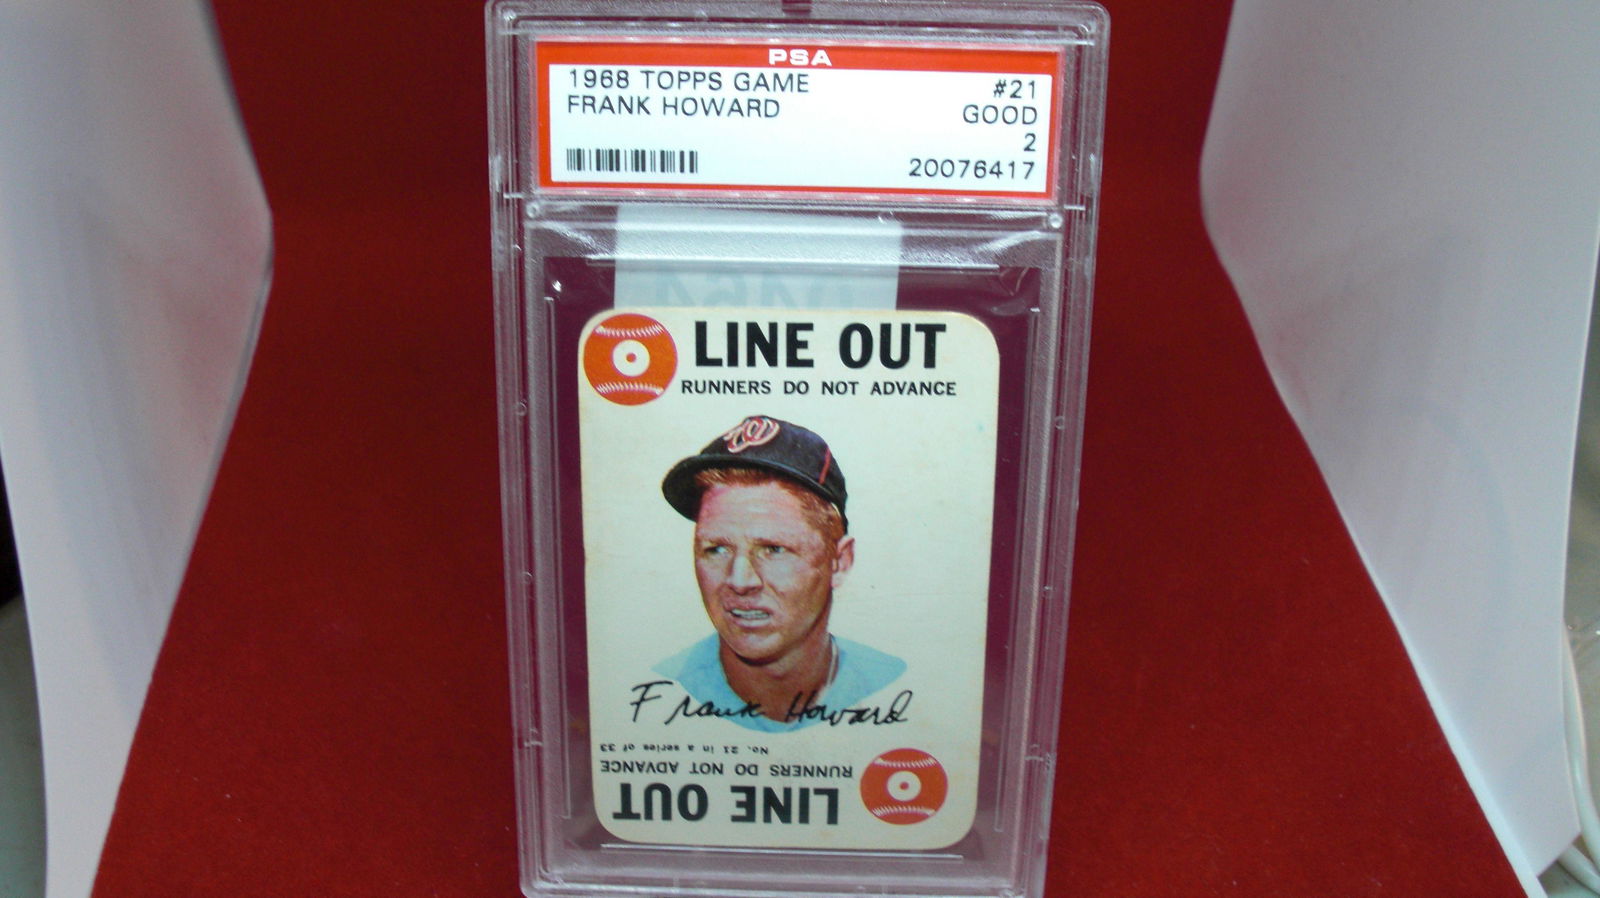 PSA
1968 TOPPS GAME #21
FRANK HOWARD GOOD
2
20076417
LINE OUT
RUNNERS DO NOT ADVANCE
W
Frank Howard
No. 21 in a series of 33
RUNNERS DO NOT ADVANCE
LINE OUT